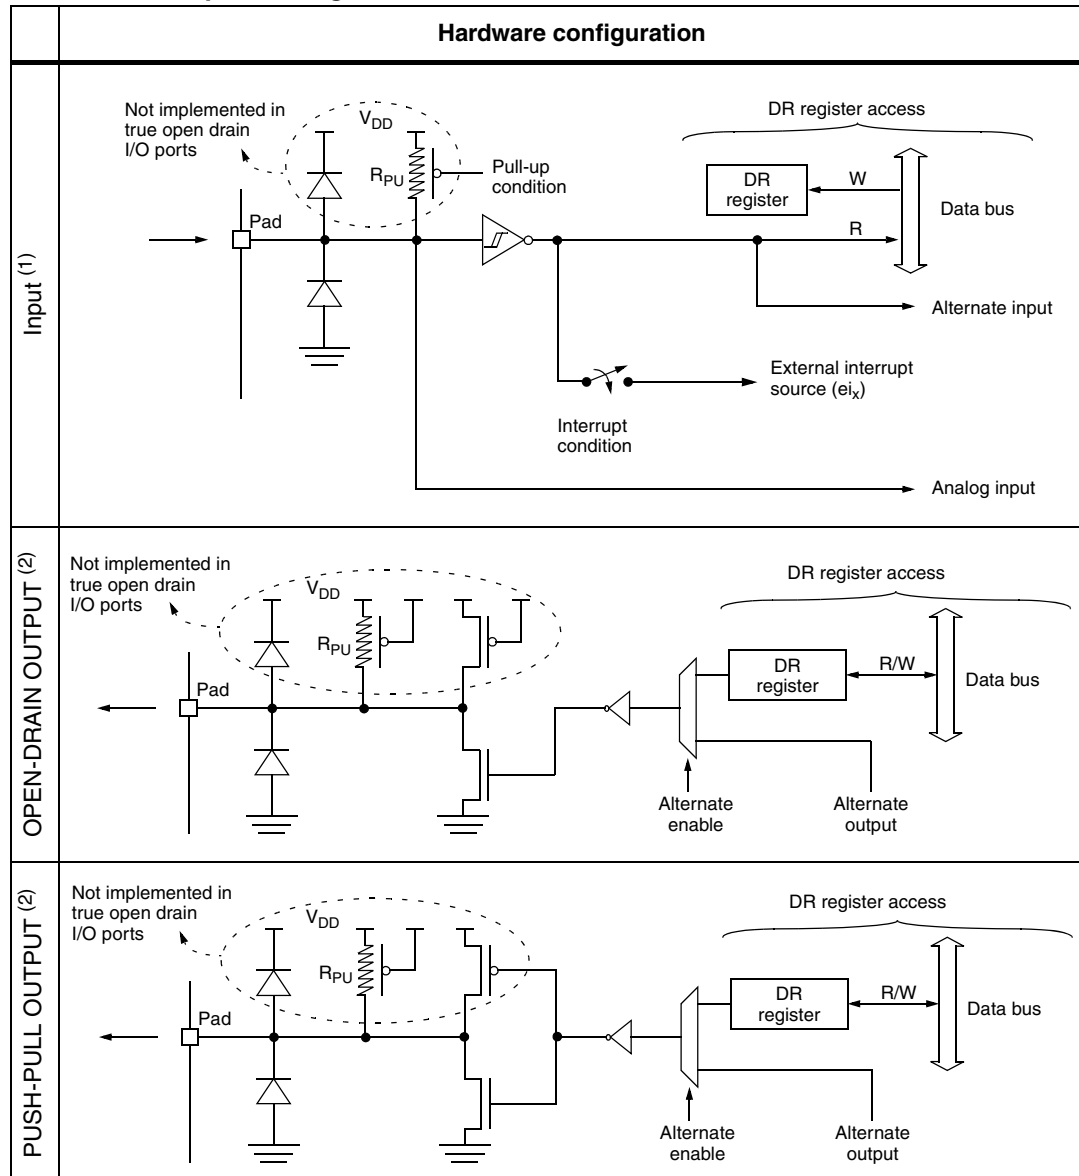 Hardware configuration
Input (1)
Not implemented in
true open drain
I/O ports
VDD
RPU
Pull-up
condition
Pad
DR register access
DR
register
W
R
Data bus
Alternate input
External interrupt
source (eix)
Interrupt
condition
Analog input
OPEN-DRAIN OUTPUT (2)
Not implemented in
true open drain
I/O ports
VDD
RPU
Pad
DR register access
DR
register
R/W
Data bus
Alternate
enable
Alternate
output
PUSH-PULL OUTPUT (2)
Not implemented in
true open drain
I/O ports
VDD
RPU
Pad
DR register access
DR
register
R/W
Data bus
Alternate
enable
Alternate
output